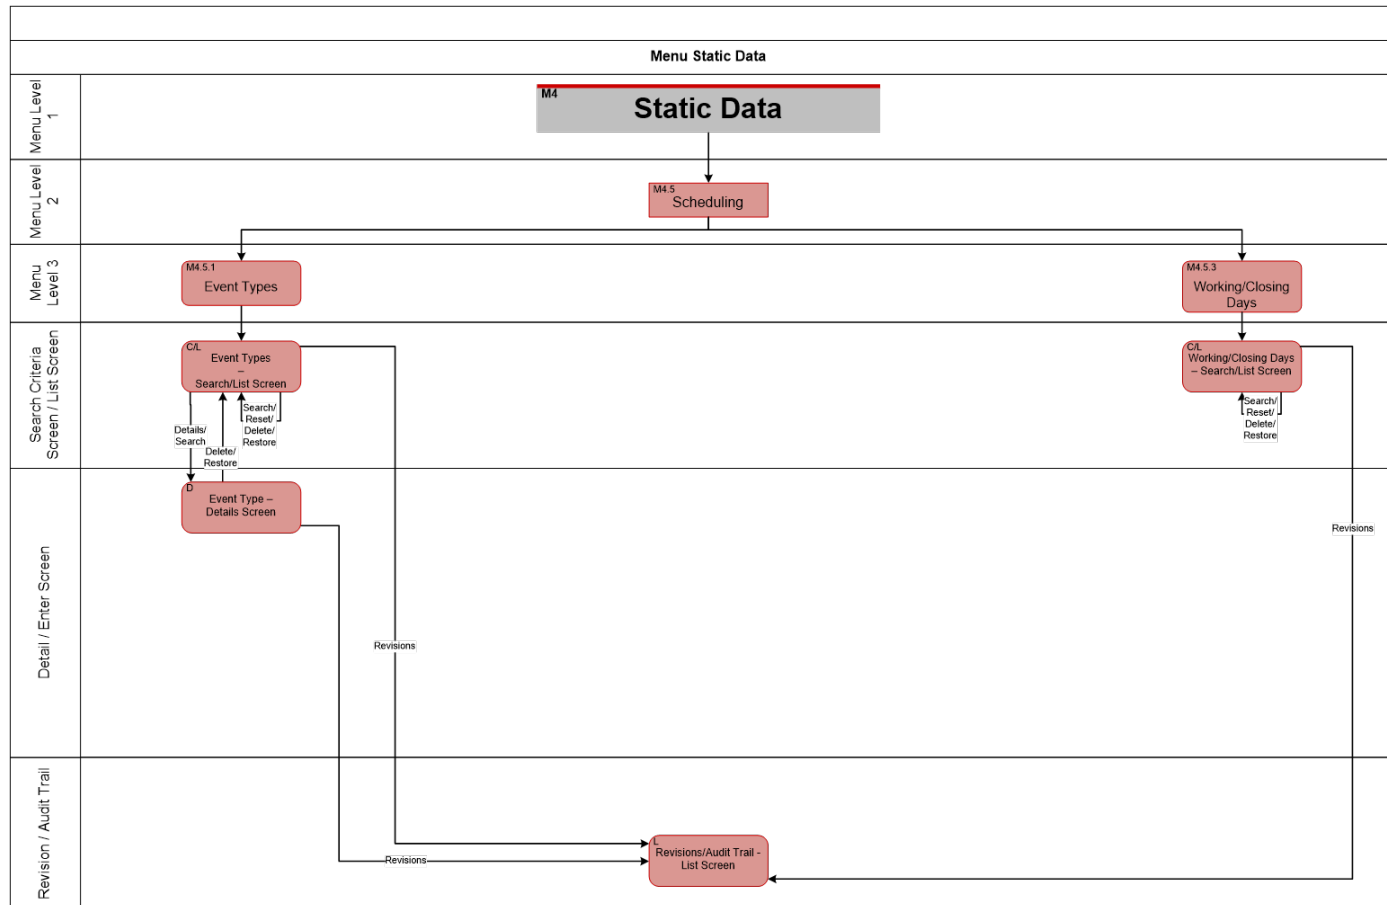 Menu Static Data
Menu Level
1
M4
Static Data
Menu Level
2
M4.5
Scheduling
Menu
Level 3
M4.5.1
Event Types
M4.5.3
Working/Closing
Days
Search Criteria
Screen / List Screen
C/L
Event Types
–
Search/List Screen
C/L
Working/Closing Days
– Search/List Screen
Details/
Search
Delete/
Restore
Search/
Reset/
Delete/
Restore
Search/
Reset/
Delete/
Restore
Detail / Enter Screen
D
Event Type –
Details Screen
Revisions
Revisions
Revision / Audit Trail
Revisions
L
Revisions/Audit Trail -
List Screen